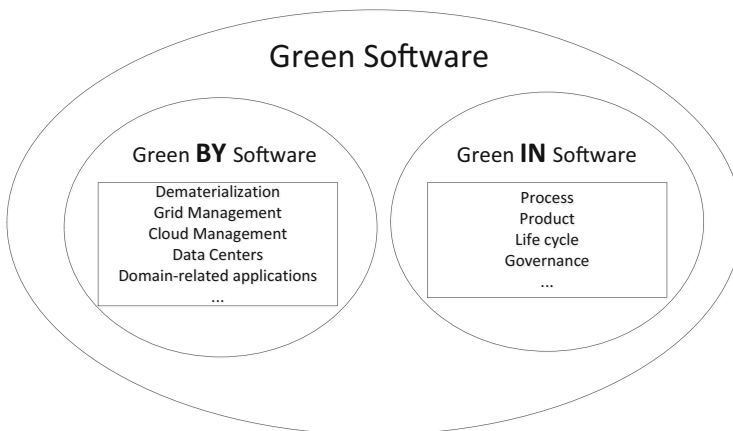 Green Software
Green BY Software
Dematerialization
Grid Management
Cloud Management
Data Centers
Domain-related applications
...
Green IN Software
Process
Product
Life cycle
Governance
...